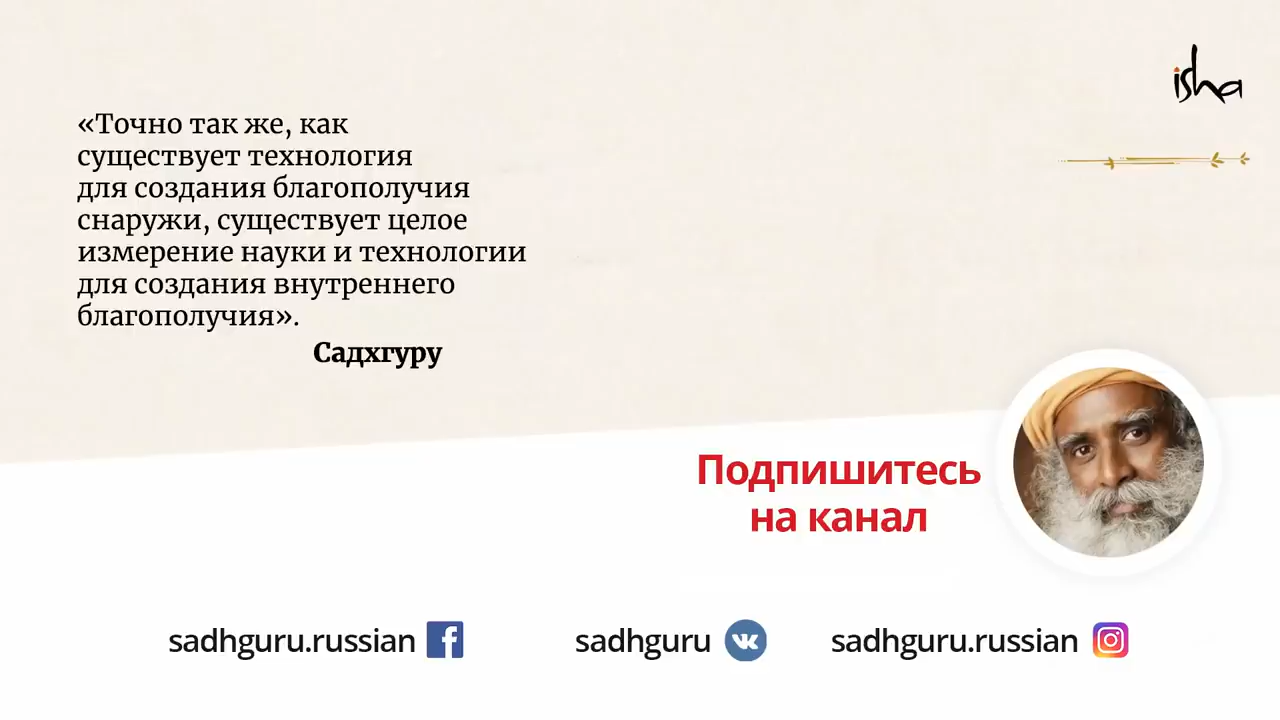 isha
«Точно так же, как
существует технология
для создания благополучия
снаружи, существует целое
измерение науки и технологии
для создания внутреннего
благополучия».
Садхгуру
Подпишитесь
на канал
sadhguru.russian
sadhguru
sadhguru.russian